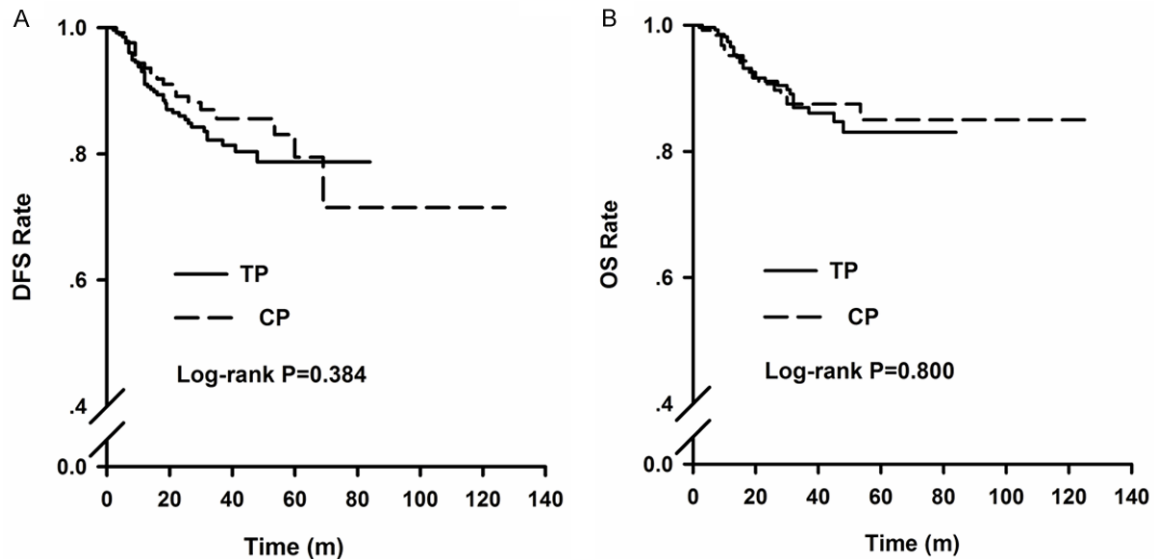 A
1.0
.8
.6
.4
0.0
DFS Rate
TP
CP
Log-rank P=0.384
0 20 40 60 80 100 120 140
Time (m)
B
1.0
.8
.6
.4
0.0
OS Rate
TP
CP
Log-rank P=0.800
0 20 40 60 80 100 120 140
Time (m)